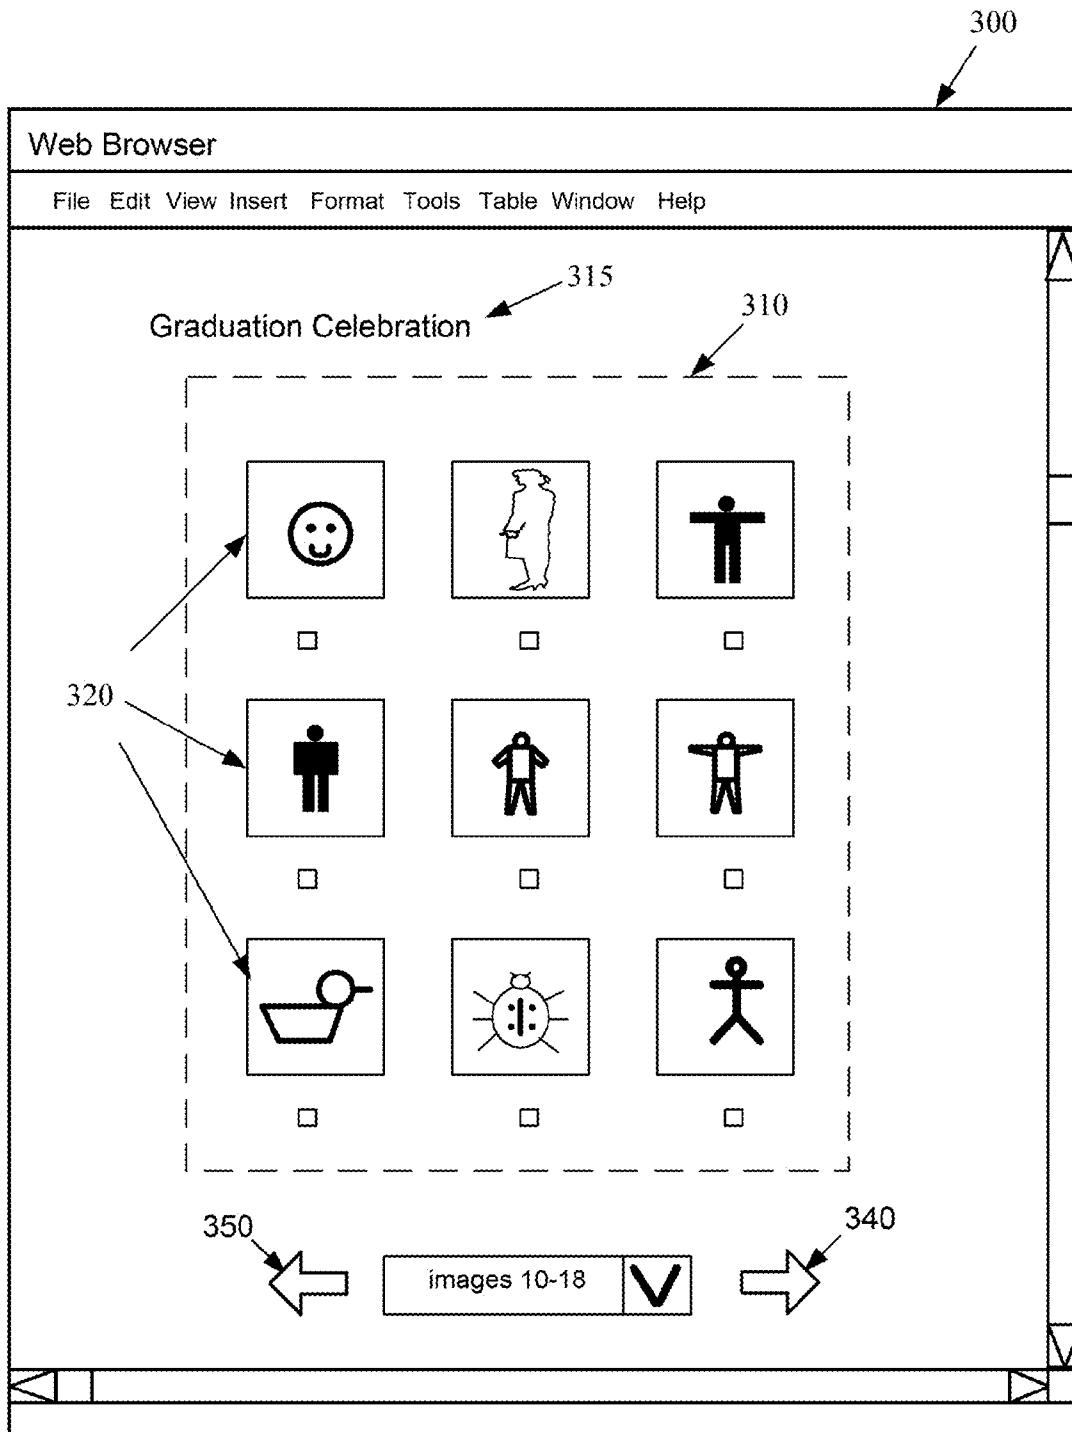 300
Web Browser
File Edit View Insert Format Tools Table Window Help
315
Graduation Celebration
310
320
350
340
images 10-18